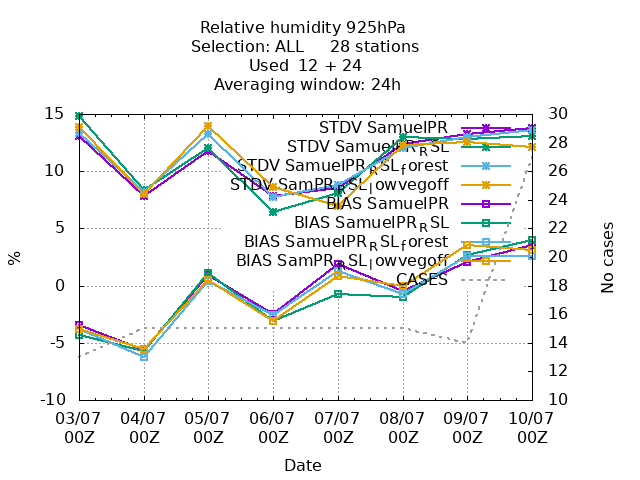 Relative humidity 925hPa
Selection: ALL 28 stations
Used 12 + 24
Averaging window: 24h
15 30
STDV SamuelPR
28
STDV SamuelPR_RSL
10 26
STDV SamuelPR_RSL_forest
STDV SamPR_RSL_lowvegoff
24
BIAS SamuelPR
5 22
BIAS SamuelPR_RSL
BIAS SamuelPR_RSL_forest
20
BIAS SamPR_RSL_lowvegoff
% No cases
0 18
CASES
16
-5 14
12
-10 10
03/07 04/07 05/07 06/07 07/07 08/07 09/07 10/07
00Z 00Z 00Z 00Z 00Z 00Z 00Z 00Z
Date